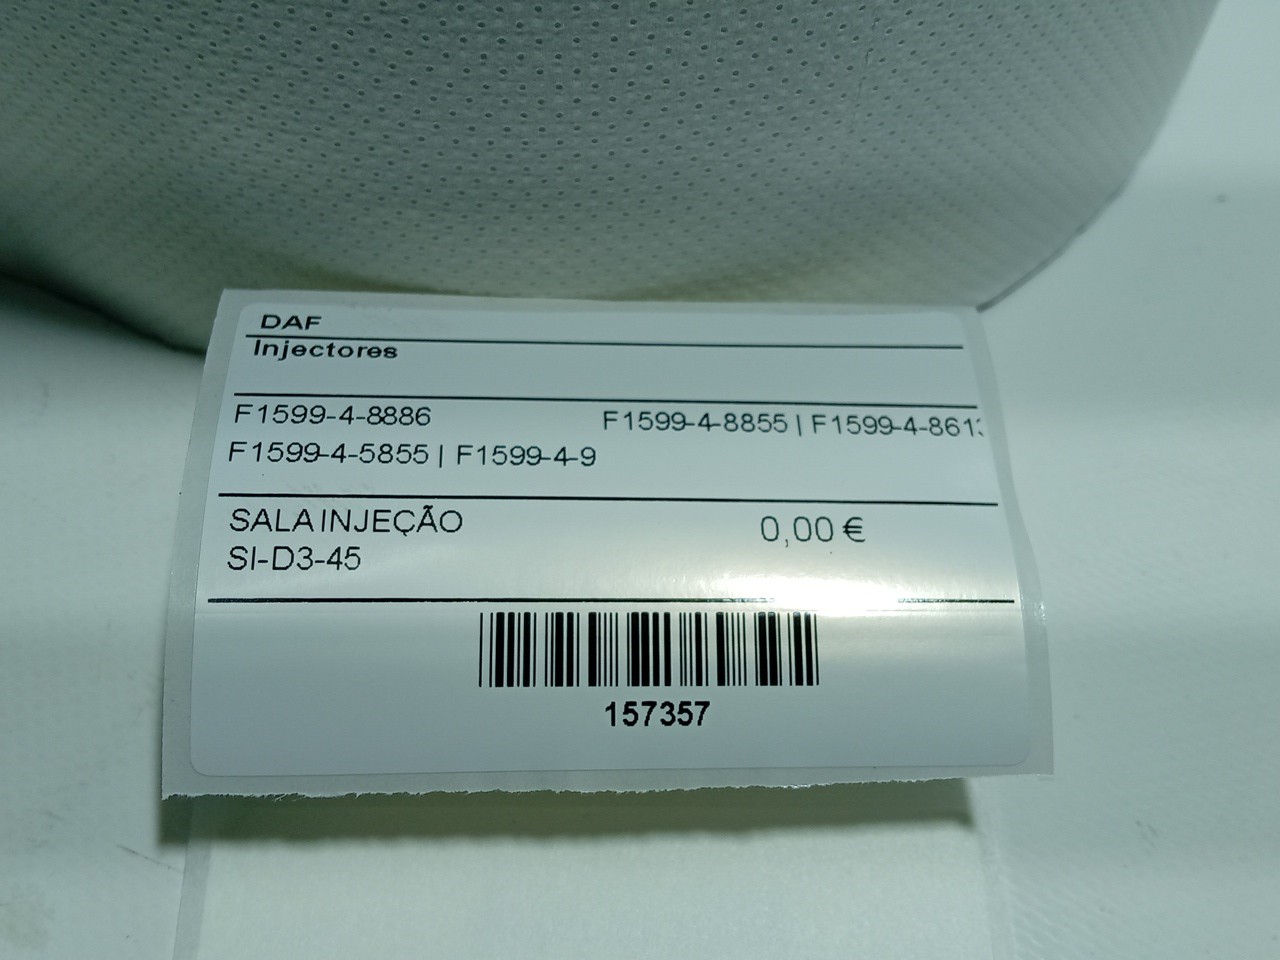 DAF
Injectores
F1599-4-8886 F1599-4-8855 | F1599-4-861
F1599-4-5855 | F1599-4-9
SALA INJEÇÃO 0,00 €
SI-D3-45
157357